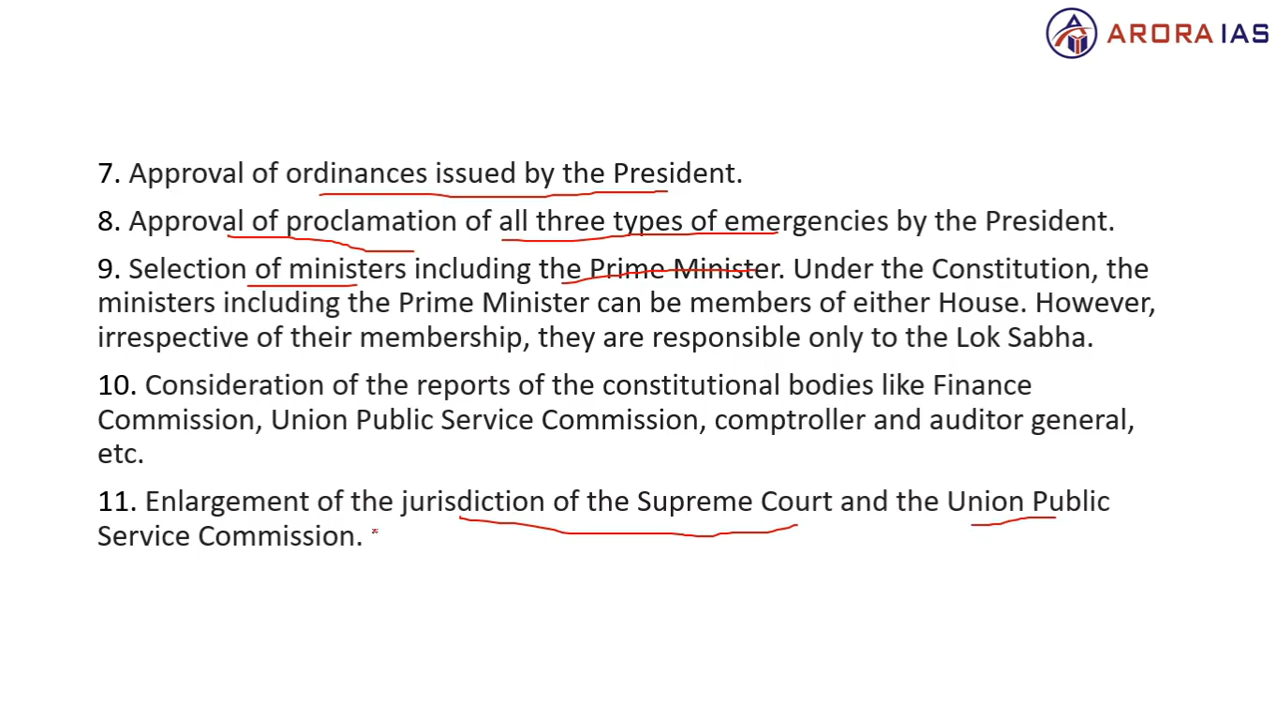 ARORA IAS
7. Approval of ordinances issued by the President.
8. Approval of proclamation of all three types of emergencies by the President.
9. Selection of ministers including the Prime Minister. Under the Constitution, the
ministers including the Prime Minister can be members of either House. However,
irrespective of their membership, they are responsible only to the Lok Sabha.
10. Consideration of the reports of the constitutional bodies like Finance
Commission, Union Public Service Commission, comptroller and auditor general,
etc.
11. Enlargement of the jurisdiction of the Supreme Court and the Union Public
Service Commission.